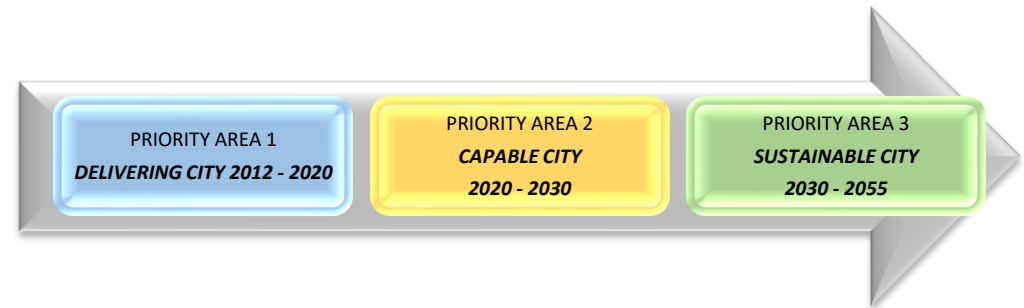 PRIORITY AREA 1
DELIVERING CITY 2012 - 2020
PRIORITY AREA 2
CAPABLE CITY
2020 - 2030
PRIORITY AREA 3
SUSTAINABLE CITY
2030 - 2055